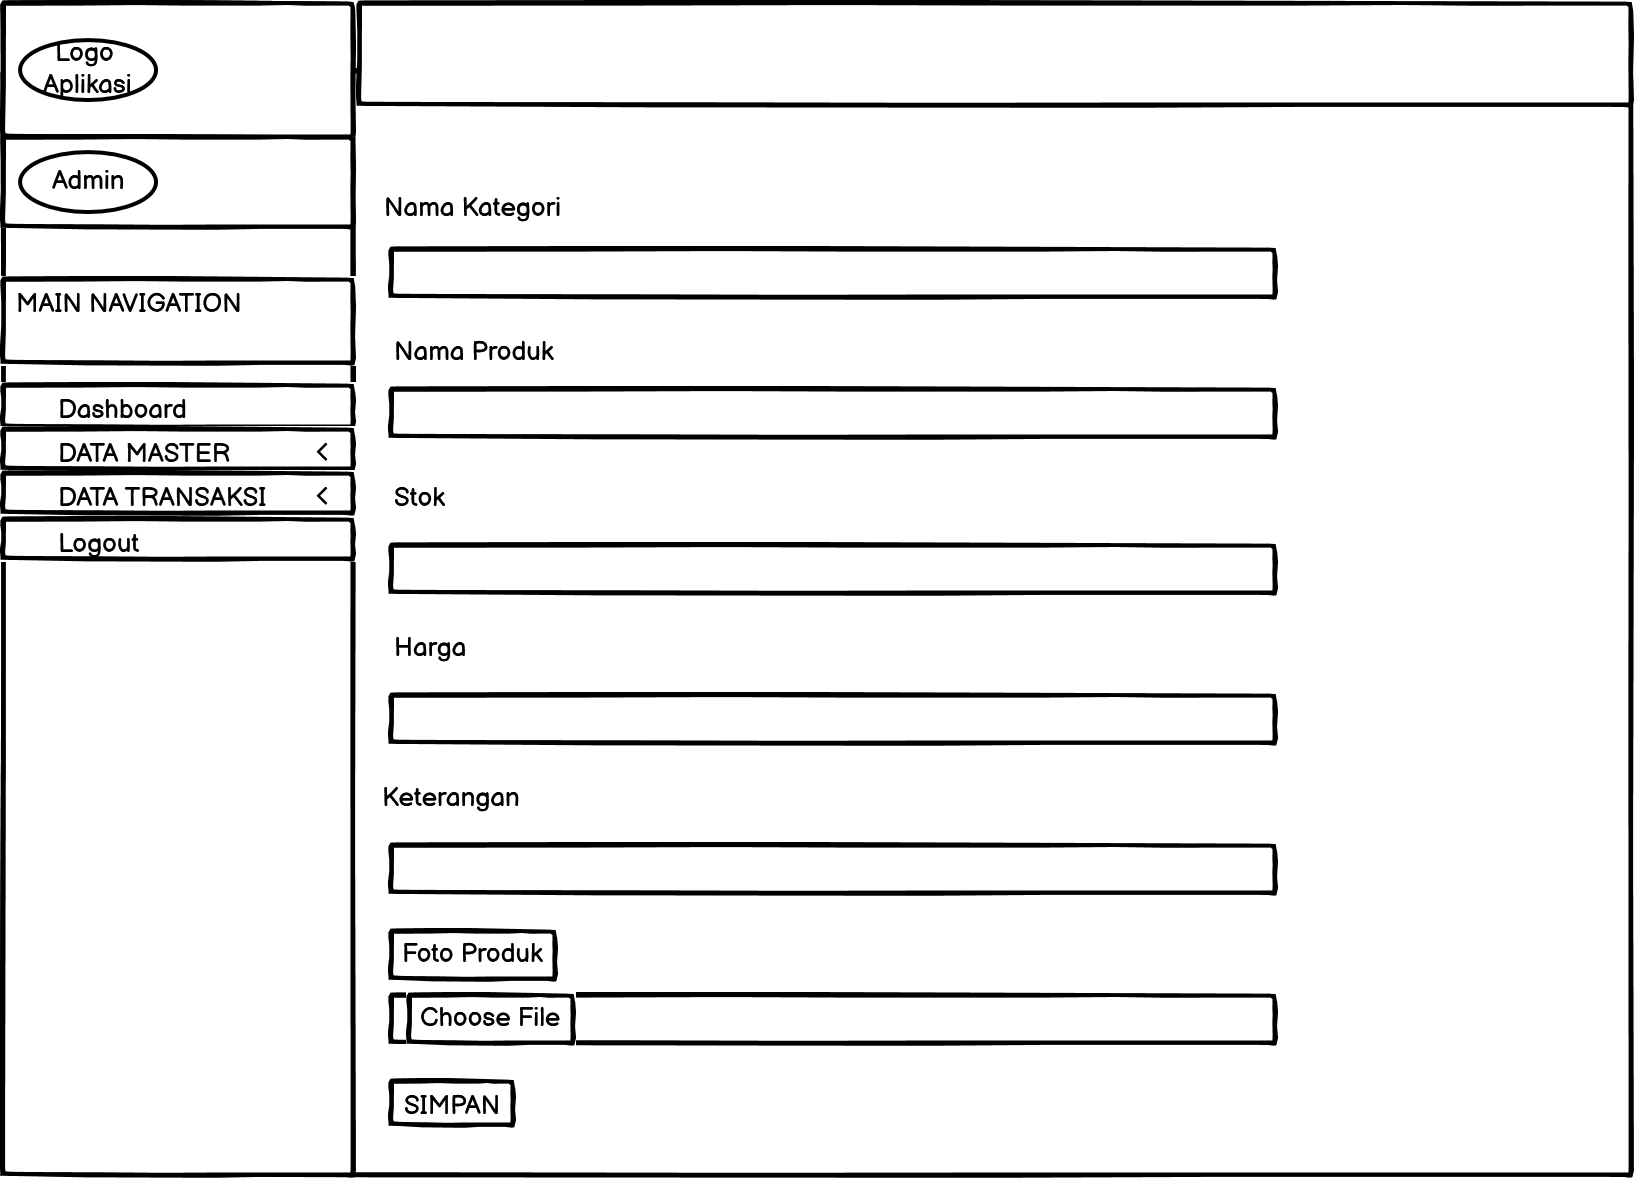 Logo
Aplikasi
Admin
MAIN NAVIGATION
Dashboard
DATA MASTER <
DATA TRANSAKSI <
Logout
Nama Kategori
Nama Produk
Stok
Harga
Keterangan
Foto Produk
Choose File
SIMPAN